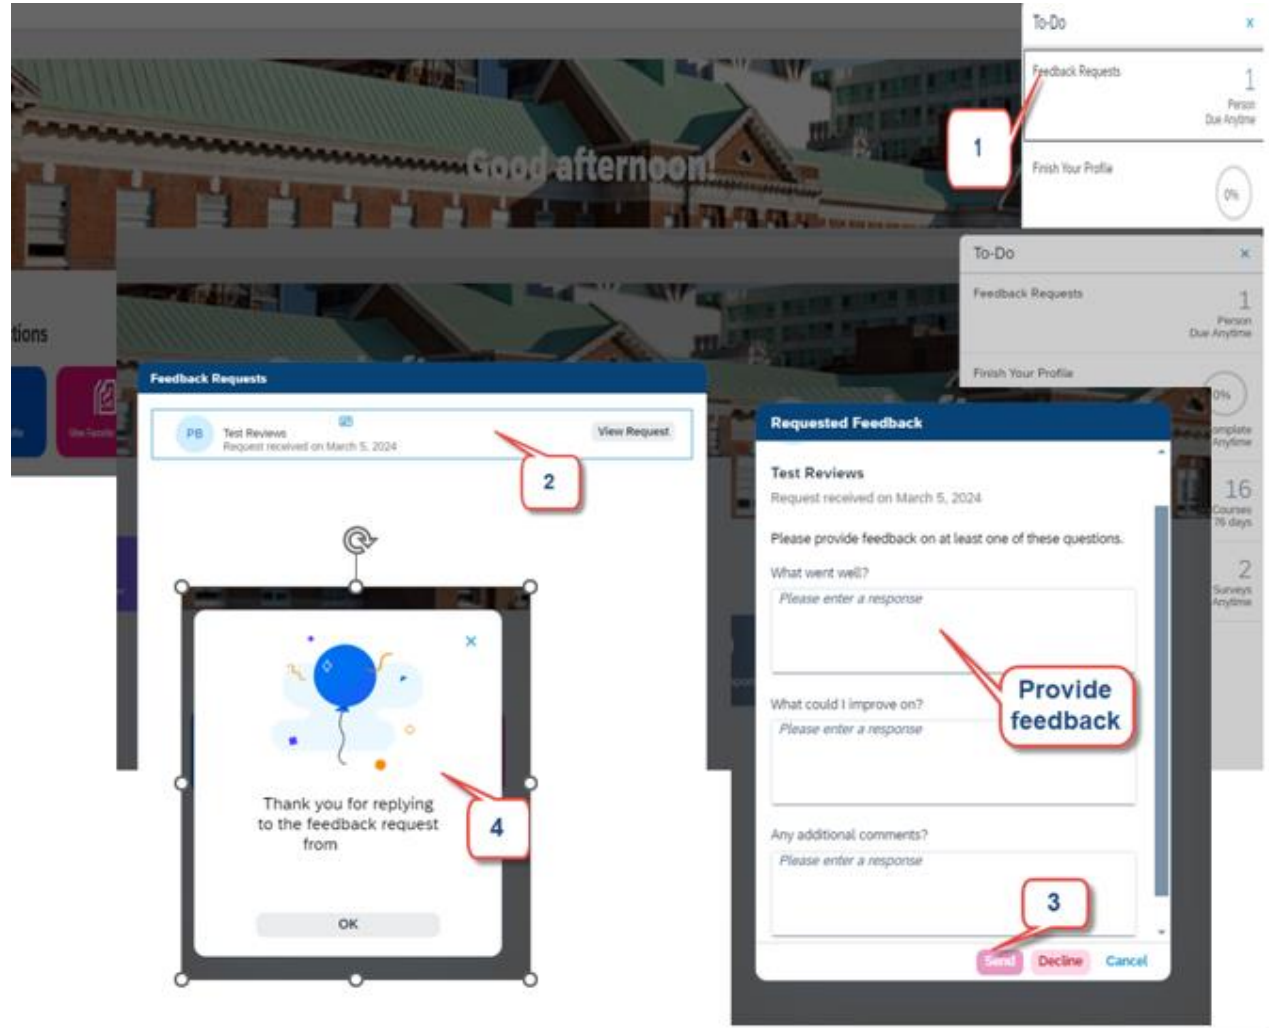 To-Do
x
Feedback Requests
1
Person
Due Anytime
1
Finish Your Profile
0%
Good afternoon!
tions
To-Do
×
Feedback Requests
1
Person
Due Anytime
Finish Your Profile
0%
omplete
Anytime
16
Courses
76 days
2
Surveys
Anytime
Feedback Requests
PB
Test Reviews
Request received on March 5, 2024
View Request
2
Thank you for replying
to the feedback request
from
4
OK
Requested Feedback
Test Reviews
Request received on March 5, 2024
Please provide feedback on at least one of these questions.
What went well?
Please enter a response
Provide
feedback
What could I improve on?
Please enter a response
Any additional comments?
Please enter a response
3
Send
Decline
Cancel